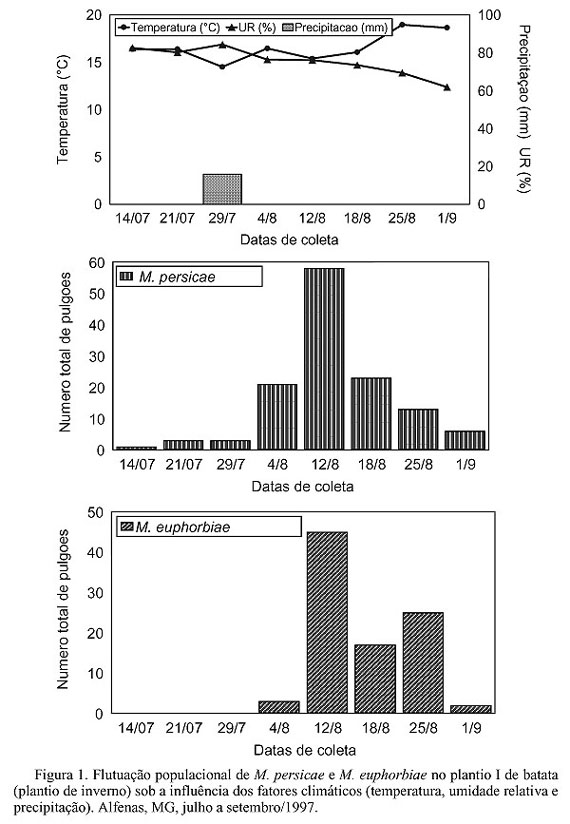 20
15
10
5
0
Temperatura (°C)
Temperatura (°C) UR (%) Precipitacao (mm)
100
80
60
40
20
0
Precipitaçao (mm) UR (%)
14/07 21/07 29/7 4/8 12/8 18/8 25/8 1/9
Datas de coleta
60
50
40
30
20
10
0
Numero total de pulgoes
M. persicae
14/07 21/07 29/7 4/8 12/8 18/8 25/8 1/9
Datas de coleta
50
40
30
20
10
0
Numero total de pulgoes
M. euphorbiae
14/07 21/07 29/7 4/8 12/8 18/8 25/8 1/9
Datas de coleta
Figura 1. Flutuação populacional de M. persicae e M. euphorbiae no plantio I de batata
(plantio de inverno) sob a influência dos fatores climáticos (temperatura, umidade relativa e
precipitação). Alfenas, MG, julho a setembro/1997.